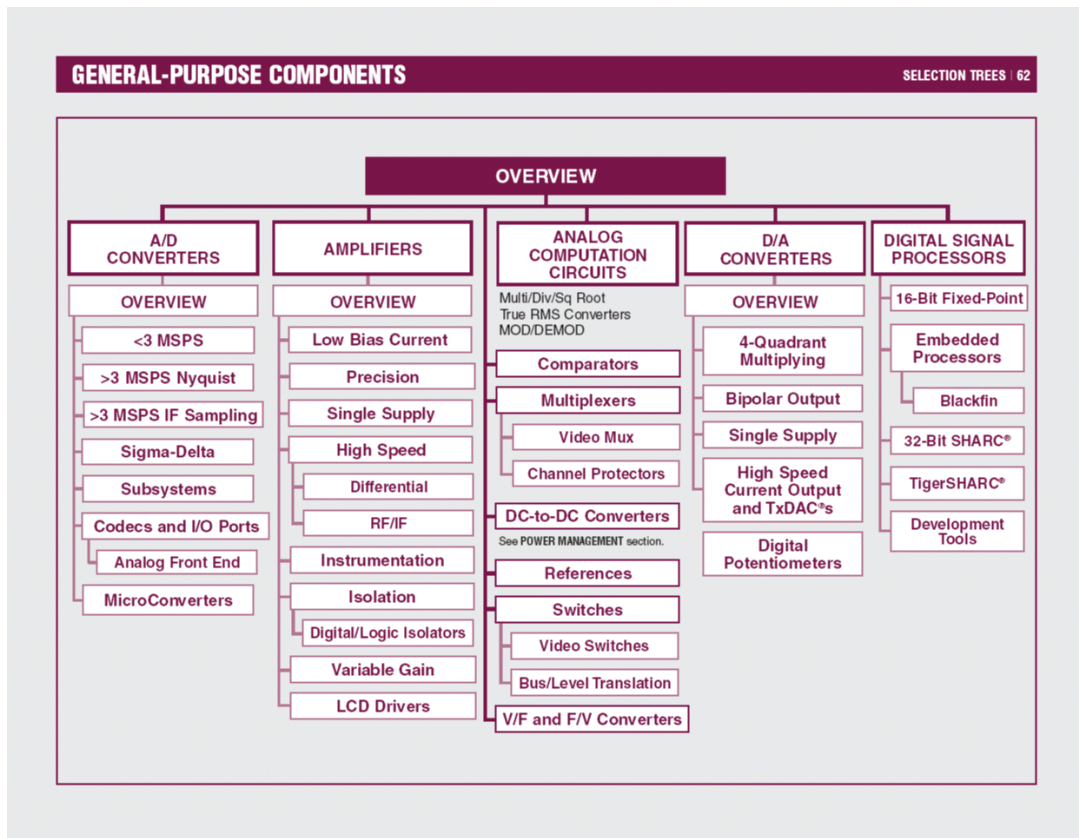 GENERAL-PURPOSE COMPONENTS
SELECTION TREES | 62
OVERVIEW
A/D
CONVERTERS
OVERVIEW
<3 MSPS
>3 MSPS Nyquist
>3 MSPS IF Sampling
Sigma-Delta
Subsystems
Codecs and I/O Ports
Analog Front End
MicroConverters
AMPLIFIERS
OVERVIEW
Low Bias Current
Precision
Single Supply
High Speed
Differential
RF/IF
Instrumentation
Isolation
Digital/Logic Isolators
Variable Gain
LCD Drivers
ANALOG
COMPUTATION
CIRCUITS
Multi/Div/Sq Root
True RMS Converters
MOD/DEMOD
Comparators
Multiplexers
Video Mux
Channel Protectors
DC-to-DC Converters
See POWER MANAGEMENT section.
References
Switches
Video Switches
Bus/Level Translation
V/F and F/V Converters
D/A
CONVERTERS
OVERVIEW
4-Quadrant
Multiplying
Bipolar Output
Single Supply
High Speed
Current Output
and TxDAC®s
Digital
Potentiometers
DIGITAL SIGNAL
PROCESSORS
16-Bit Fixed-Point
Embedded
Processors
Blackfin
32-Bit SHARC®
TigerSHARC®
Development
Tools